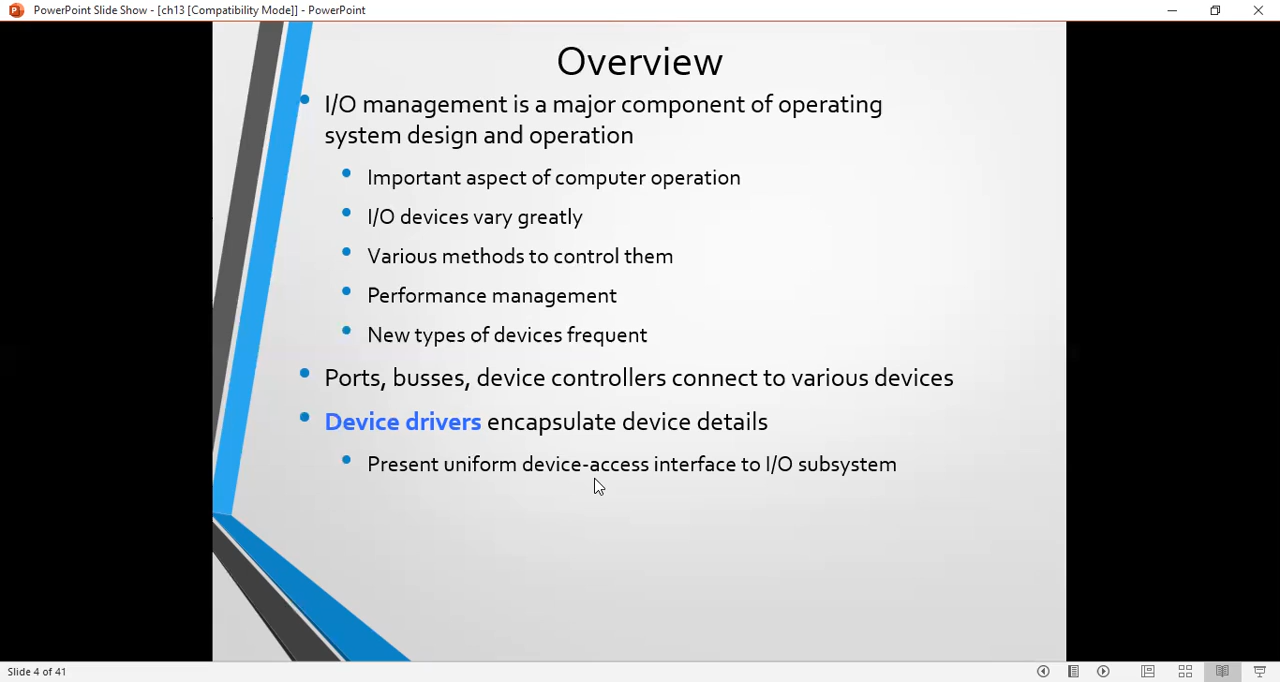 PowerPoint Slide Show - [ch13 [Compatibility Mode]] - PowerPoint
Overview
I/O management is a major component of operating
system design and operation
Important aspect of computer operation
I/O devices vary greatly
Various methods to control them
Performance management
New types of devices frequent
Ports, busses, device controllers connect to various devices
Device drivers encapsulate device details
Present uniform device-access interface to I/O subsystem
Slide 4 of 41